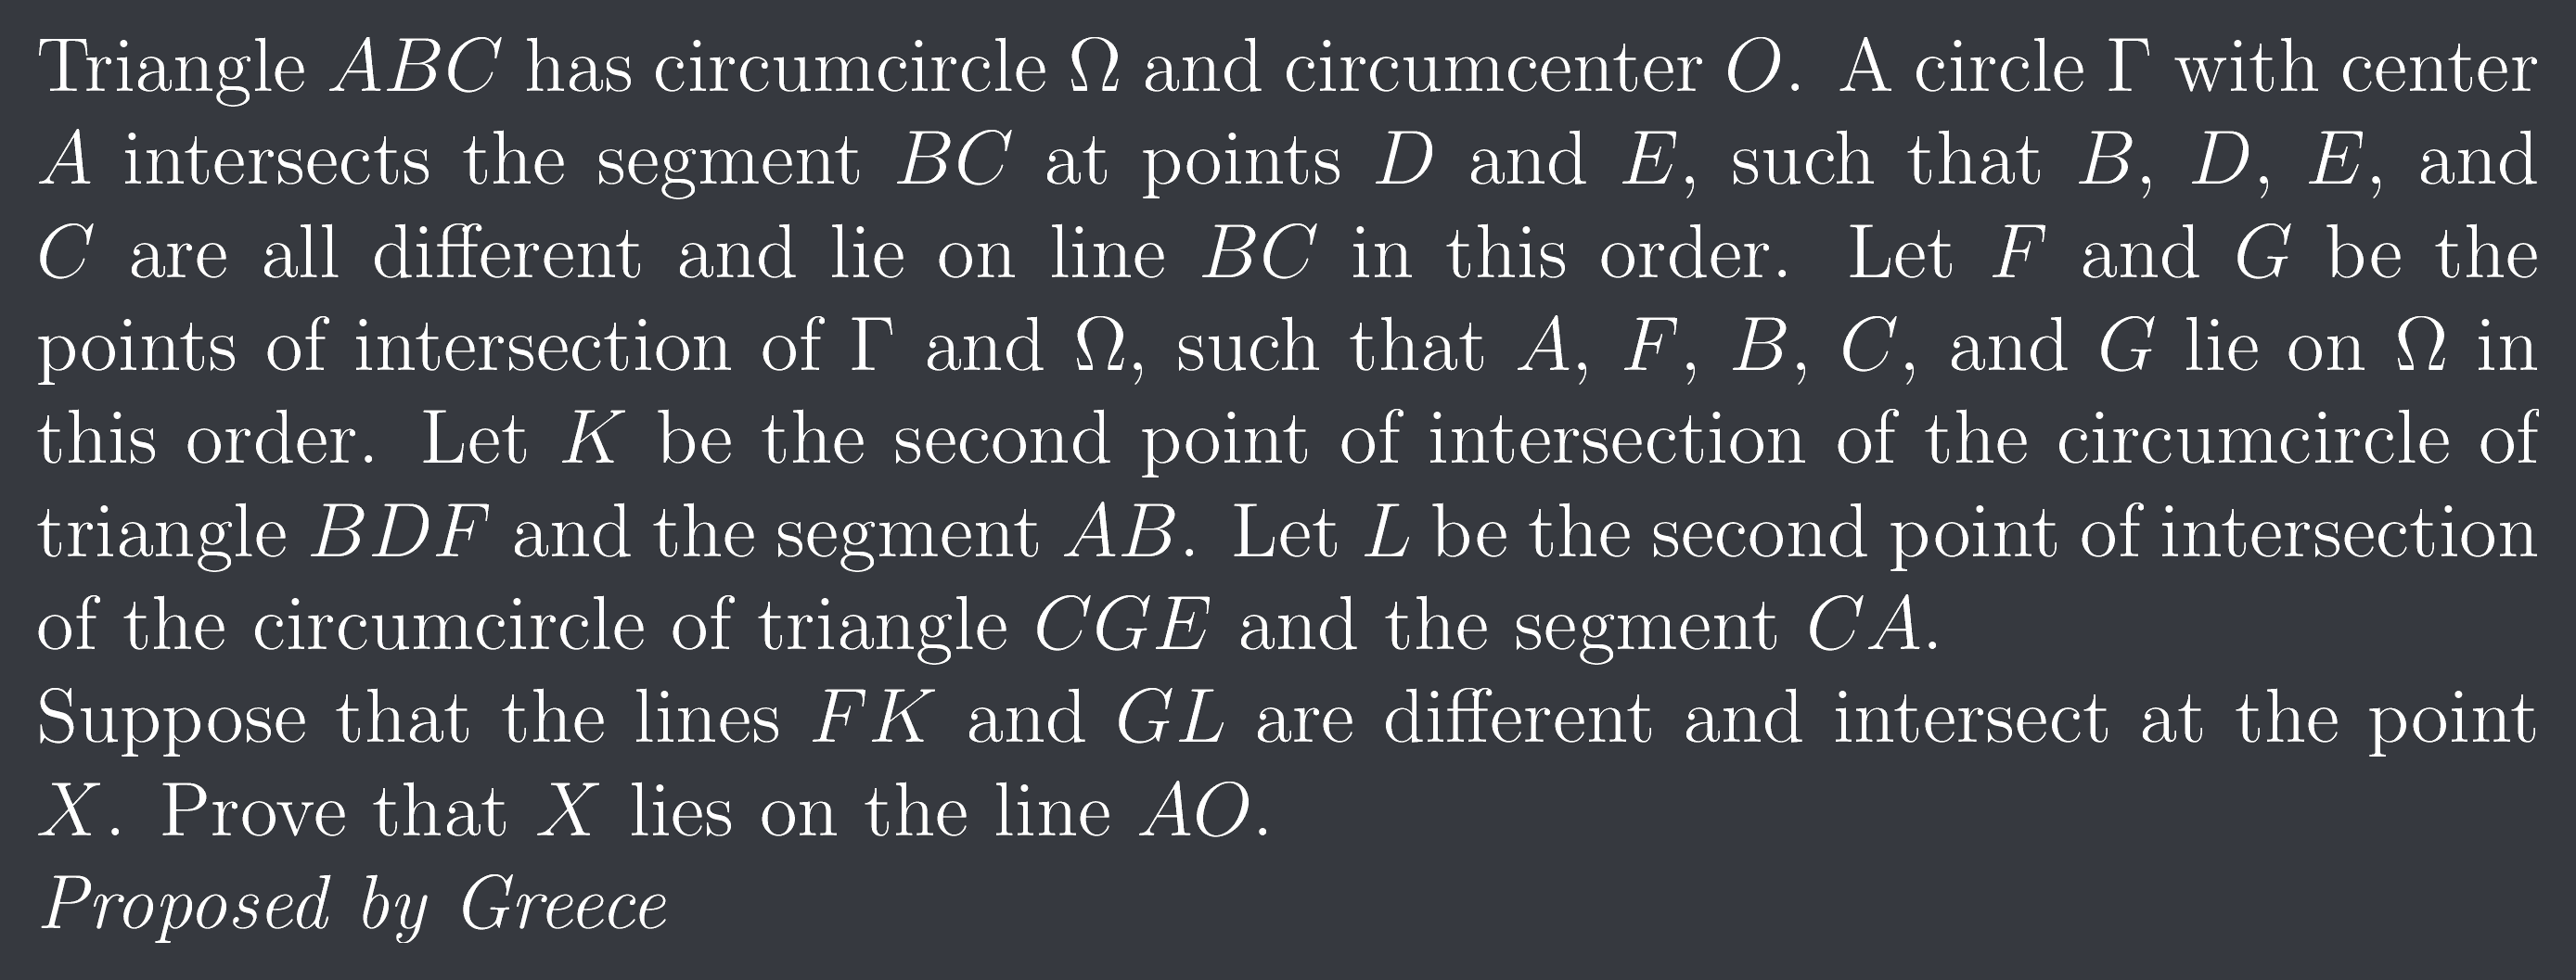 Triangle ABC has circumcircle Ω and circumcenter O. A circle Γ with center
A intersects the segment BC at points D and E, such that B, D, E, and
C are all different and lie on line BC in this order. Let F and G be the
points of intersection of Γ and Ω, such that A, F, B, C, and G lie on Ω in
this order. Let K be the second point of intersection of the circumcircle of
triangle BDF and the segment AB. Let L be the second point of intersection
of the circumcircle of triangle CGE and the segment CA.
Suppose that the lines FK and GL are different and intersect at the point
X. Prove that X lies on the line AO.
Proposed by Greece